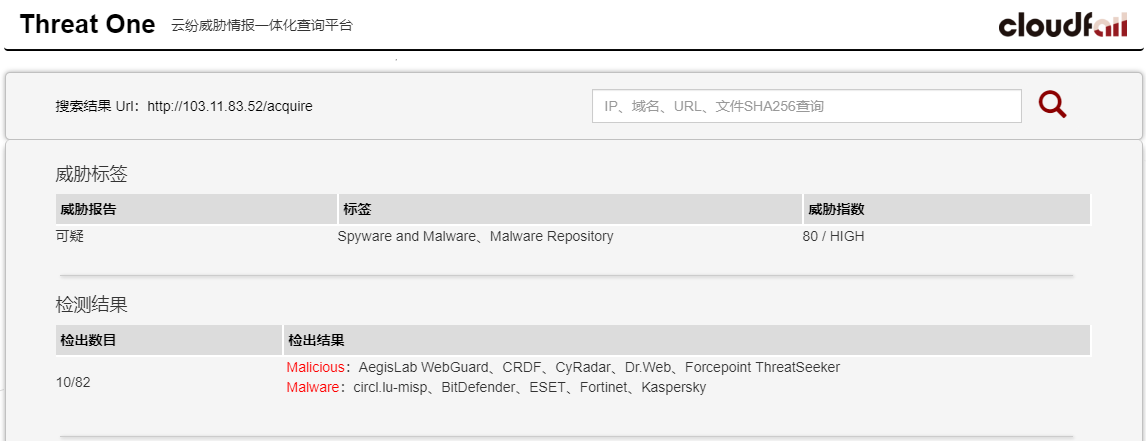 Threat One 云纷威胁情报一体化查询平台 cloudfall
搜索结果 Url：http://103.11.83.52/acquire IP、域名、URL、文件SHA256查询
威胁标签
威胁报告 标签 威胁指数
可疑 Spyware and Malware、Malware Repository 80 / HIGH
检测结果
检出数目 检出结果
10/82
Malicious：AegisLab WebGuard、CRDF、CyRadar、Dr.Web、Forcepoint ThreatSeeker
Malware：circl.lu-misp、BitDefender、ESET、Fortinet、Kaspersky